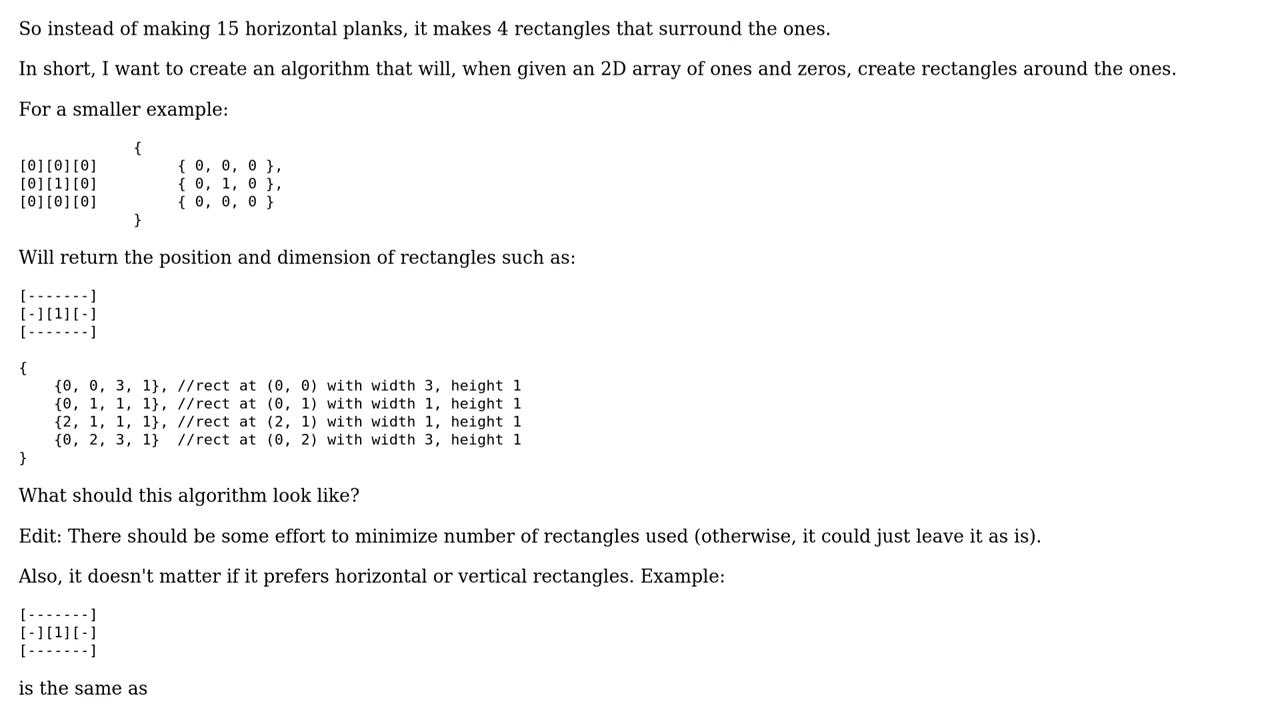 So instead of making 15 horizontal planks, it makes 4 rectangles that surround the ones.
In short, I want to create an algorithm that will, when given an 2D array of ones and zeros, create rectangles around the ones.
For a smaller example:
             {
[0][0][0]         { 0, 0, 0 },
[0][1][0]         { 0, 1, 0 },
[0][0][0]         { 0, 0, 0 }
             }
Will return the position and dimension of rectangles such as:
[-------]
[-][1][-]
[-------]
{
    {0, 0, 3, 1}, //rect at (0, 0) with width 3, height 1
    {0, 1, 1, 1}, //rect at (0, 1) with width 1, height 1
    {2, 1, 1, 1}, //rect at (2, 1) with width 1, height 1
    {0, 2, 3, 1}  //rect at (0, 2) with width 3, height 1
}
What should this algorithm look like?
Edit: There should be some effort to minimize number of rectangles used (otherwise, it could just leave it as is).
Also, it doesn't matter if it prefers horizontal or vertical rectangles. Example:
[-------]
[-][1][-]
[-------]
is the same as